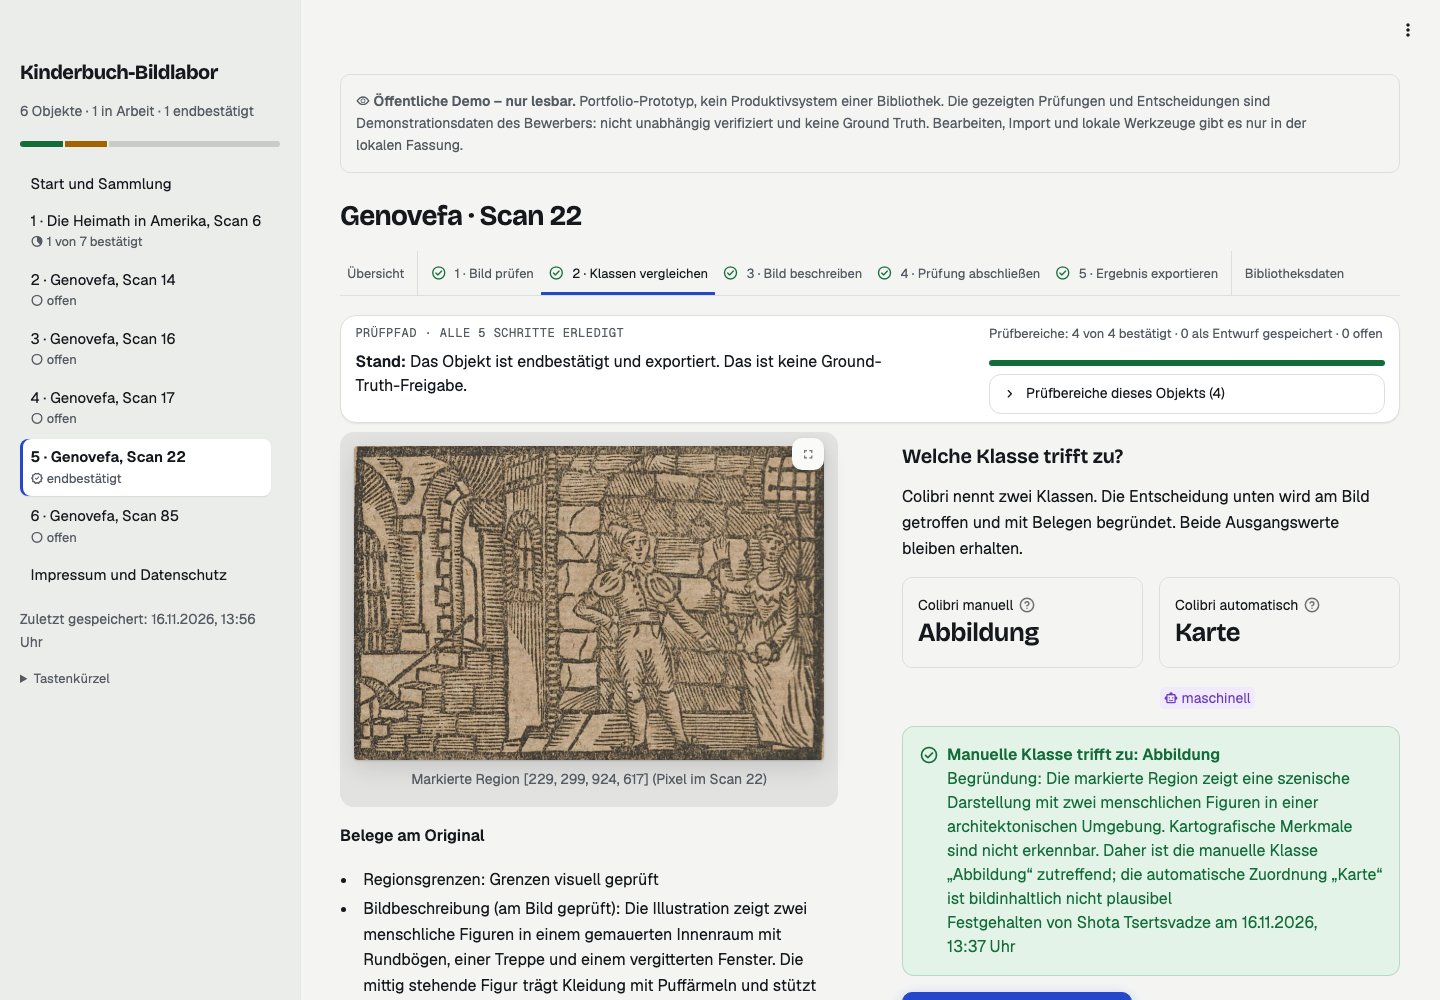 Kinderbuch-Bildlabor
6 Objekte · 1 in Arbeit · 1 endbestätigt
Start und Sammlung
1 · Die Heimath in Amerika, Scan 6
1 von 7 bestätigt
2 · Genovefa, Scan 14
offen
3 · Genovefa, Scan 16
offen
4 · Genovefa, Scan 17
offen
5 · Genovefa, Scan 22
endbestätigt
6 · Genovefa, Scan 85
offen
Impressum und Datenschutz
Zuletzt gespeichert: 16.11.2026, 13:56
Uhr
Tastenkürzel
Öffentliche Demo – nur lesbar. Portfolio-Prototyp, kein Produktivsystem einer Bibliothek. Die gezeigten Prüfungen und Entscheidungen sind
Demonstrationsdaten des Bewerbers: nicht unabhängig verifiziert und keine Ground Truth. Bearbeiten, Import und lokale Werkzeuge gibt es nur in der
lokalen Fassung.
Genovefa · Scan 22
Übersicht
1 · Bild prüfen
2 · Klassen vergleichen
3 · Bild beschreiben
4 · Prüfung abschließen
5 · Ergebnis exportieren
Bibliotheksdaten
PRÜFPFAD · ALLE 5 SCHRITTE ERLEDIGT
Stand: Das Objekt ist endbestätigt und exportiert. Das ist keine Ground-
Truth-Freigabe.
Prüfbereiche: 4 von 4 bestätigt · 0 als Entwurf gespeichert · 0 offen
Prüfbereiche dieses Objekts (4)
Markierte Region [229, 299, 924, 617] (Pixel im Scan 22)
Belege am Original
• Regionsgrenzen: Grenzen visuell geprüft
• Bildbeschreibung (am Bild geprüft): Die Illustration zeigt zwei
menschliche Figuren in einem gemauerten Innenraum mit
Rundbögen, einer Treppe und einem vergitterten Fenster. Die
mittig stehende Figur trägt Kleidung mit Puffärmeln und stützt
Welche Klasse trifft zu?
Colibri nennt zwei Klassen. Die Entscheidung unten wird am Bild
getroffen und mit Belegen begründet. Beide Ausgangswerte
bleiben erhalten.
Colibri manuell
Abbildung
Colibri automatisch
Karte
maschinell
Manuelle Klasse trifft zu: Abbildung
Begründung: Die markierte Region zeigt eine szenische
Darstellung mit zwei menschlichen Figuren in einer
architektonischen Umgebung. Kartografische Merkmale
sind nicht erkennbar. Daher ist die manuelle Klasse
„Abbildung“ zutreffend; die automatische Zuordnung „Karte“
ist bildinhaltlich nicht plausibel
Festgehalten von Shota Tsertsvadze am 16.11.2026,
13:37 Uhr